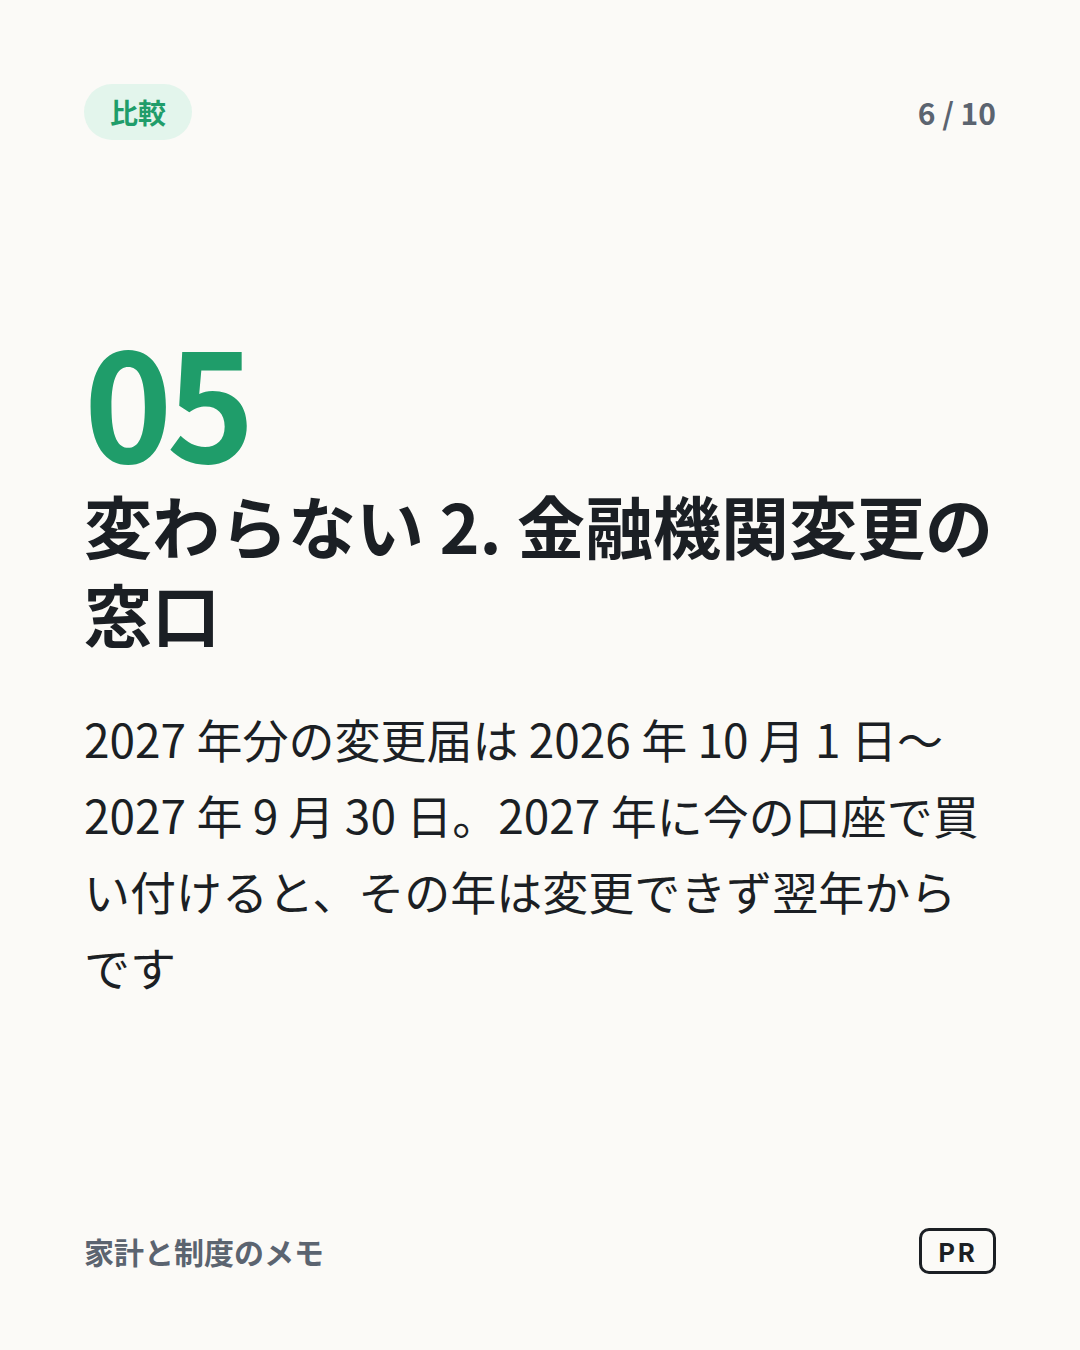 比較
6 / 10
05
変わらない 2. 金融機関変更の
窓口
2027 年分の変更届は 2026 年 10 月 1 日〜
2027 年 9 月 30 日。2027 年に今の口座で買
い付けると、その年は変更できず翌年から
です
家計と制度のメモ
PR